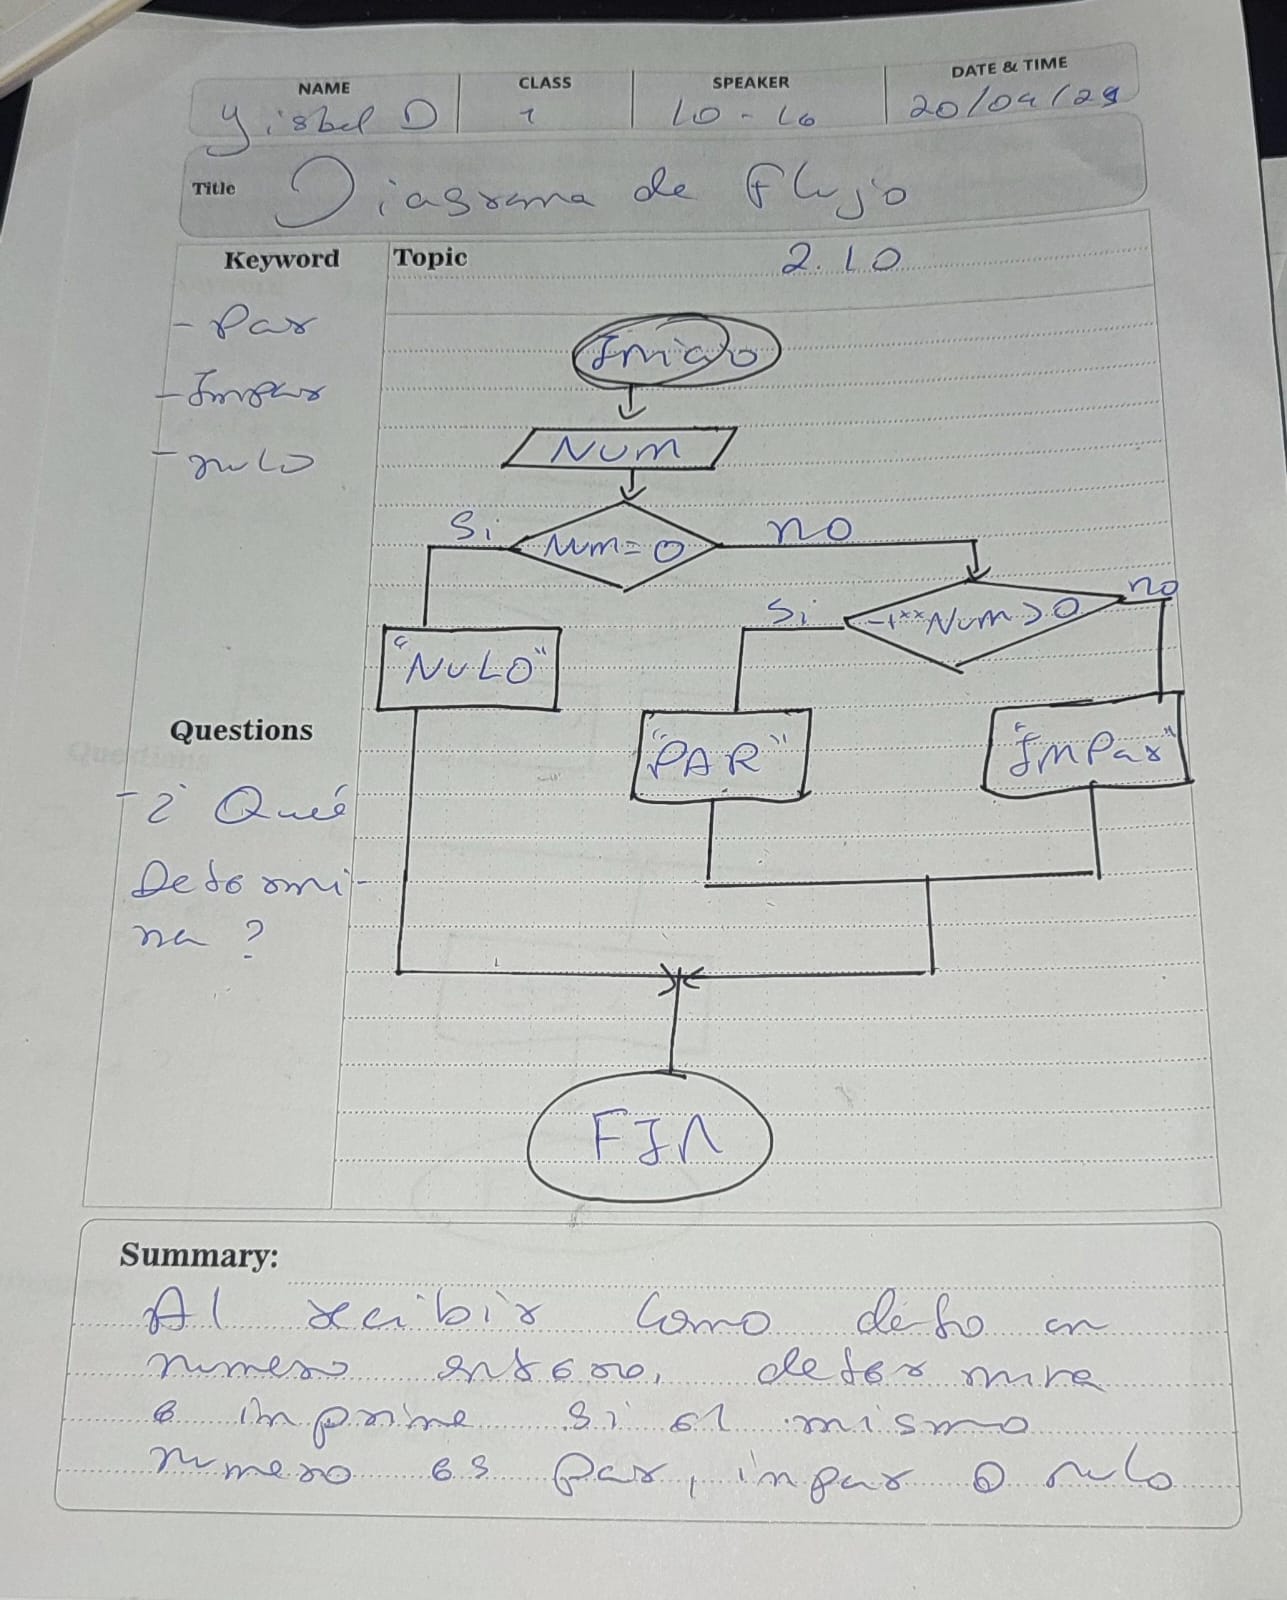 NAME CLASS SPEAKER DATE & TIME
Yisbel D 1 10-16 20/04/29
Title Diagrama de Flujo
Keyword Topic 2.10
- Par
- Impar
- nulo
Inicio
NUM
Si Num=0 no
Si -1**Num>0 no
"NULO"
"PAR" "ImPar"
Questions
- ¿ Qué
Determi-
na ?
FIN
Summary:
Al recibir como dato un
numero entero, determina
e imprime si el mismo
numero es par, impar o nulo